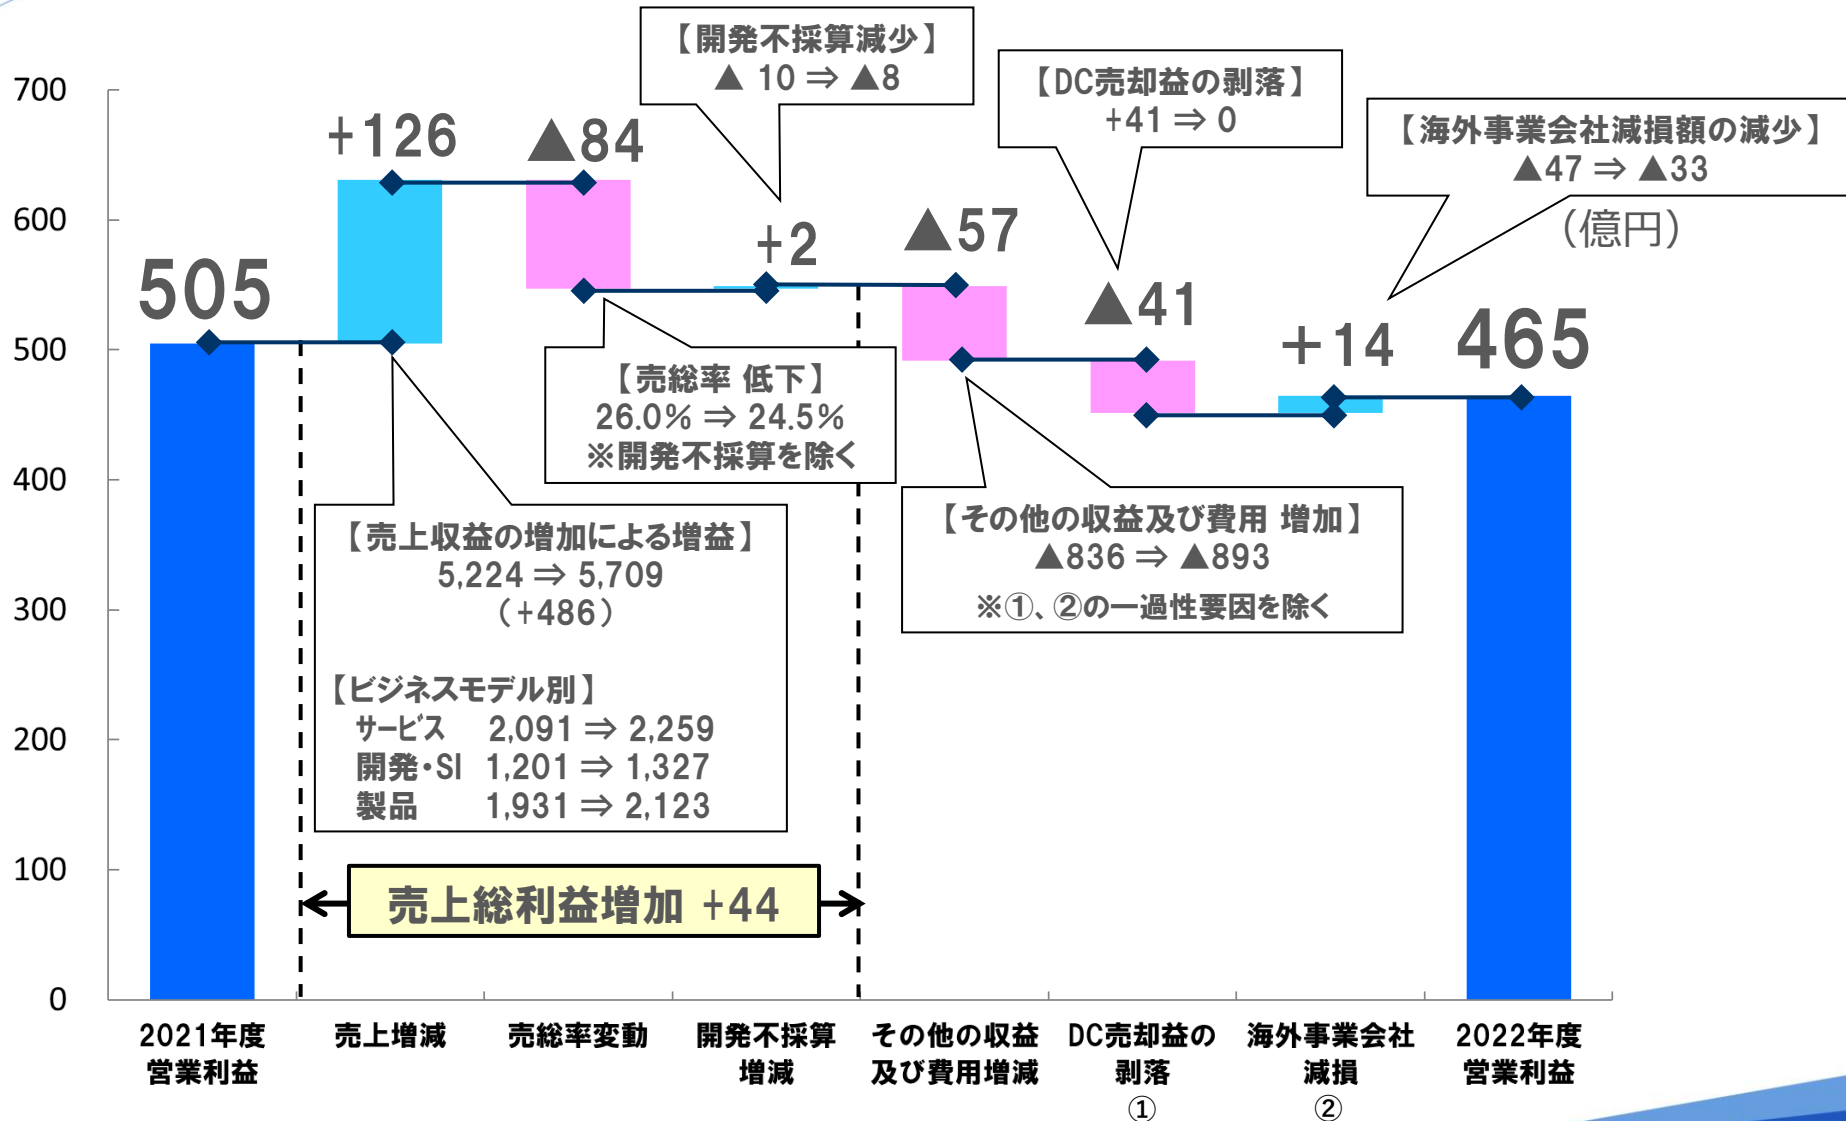 【開発不採算減少】
▲ 10 ⇒ ▲8
【DC売却益の剥落】
+41 ⇒ 0
【海外事業会社減損額の減少】
▲47 ⇒ ▲33
（億円）
700
600
500
400
300
200
100
0
505
+126
▲84
+2
▲57
▲41
+14
465
【売総率 低下】
26.0% ⇒ 24.5%
※開発不採算を除く
【売上収益の増加による増益】
5,224 ⇒ 5,709
（+486）
【ビジネスモデル別】
サービス 2,091 ⇒ 2,259
開発・SI 1,201 ⇒ 1,327
製品 1,931 ⇒ 2,123
【その他の収益及び費用 増加】
▲836 ⇒ ▲893
※①、②の一過性要因を除く
売上総利益増加 +44
2021年度
営業利益
売上増減
売総率変動
開発不採算
増減
その他の収益
及び費用増減
DC売却益の
剥落
①
海外事業会社
減損
②
2022年度
営業利益